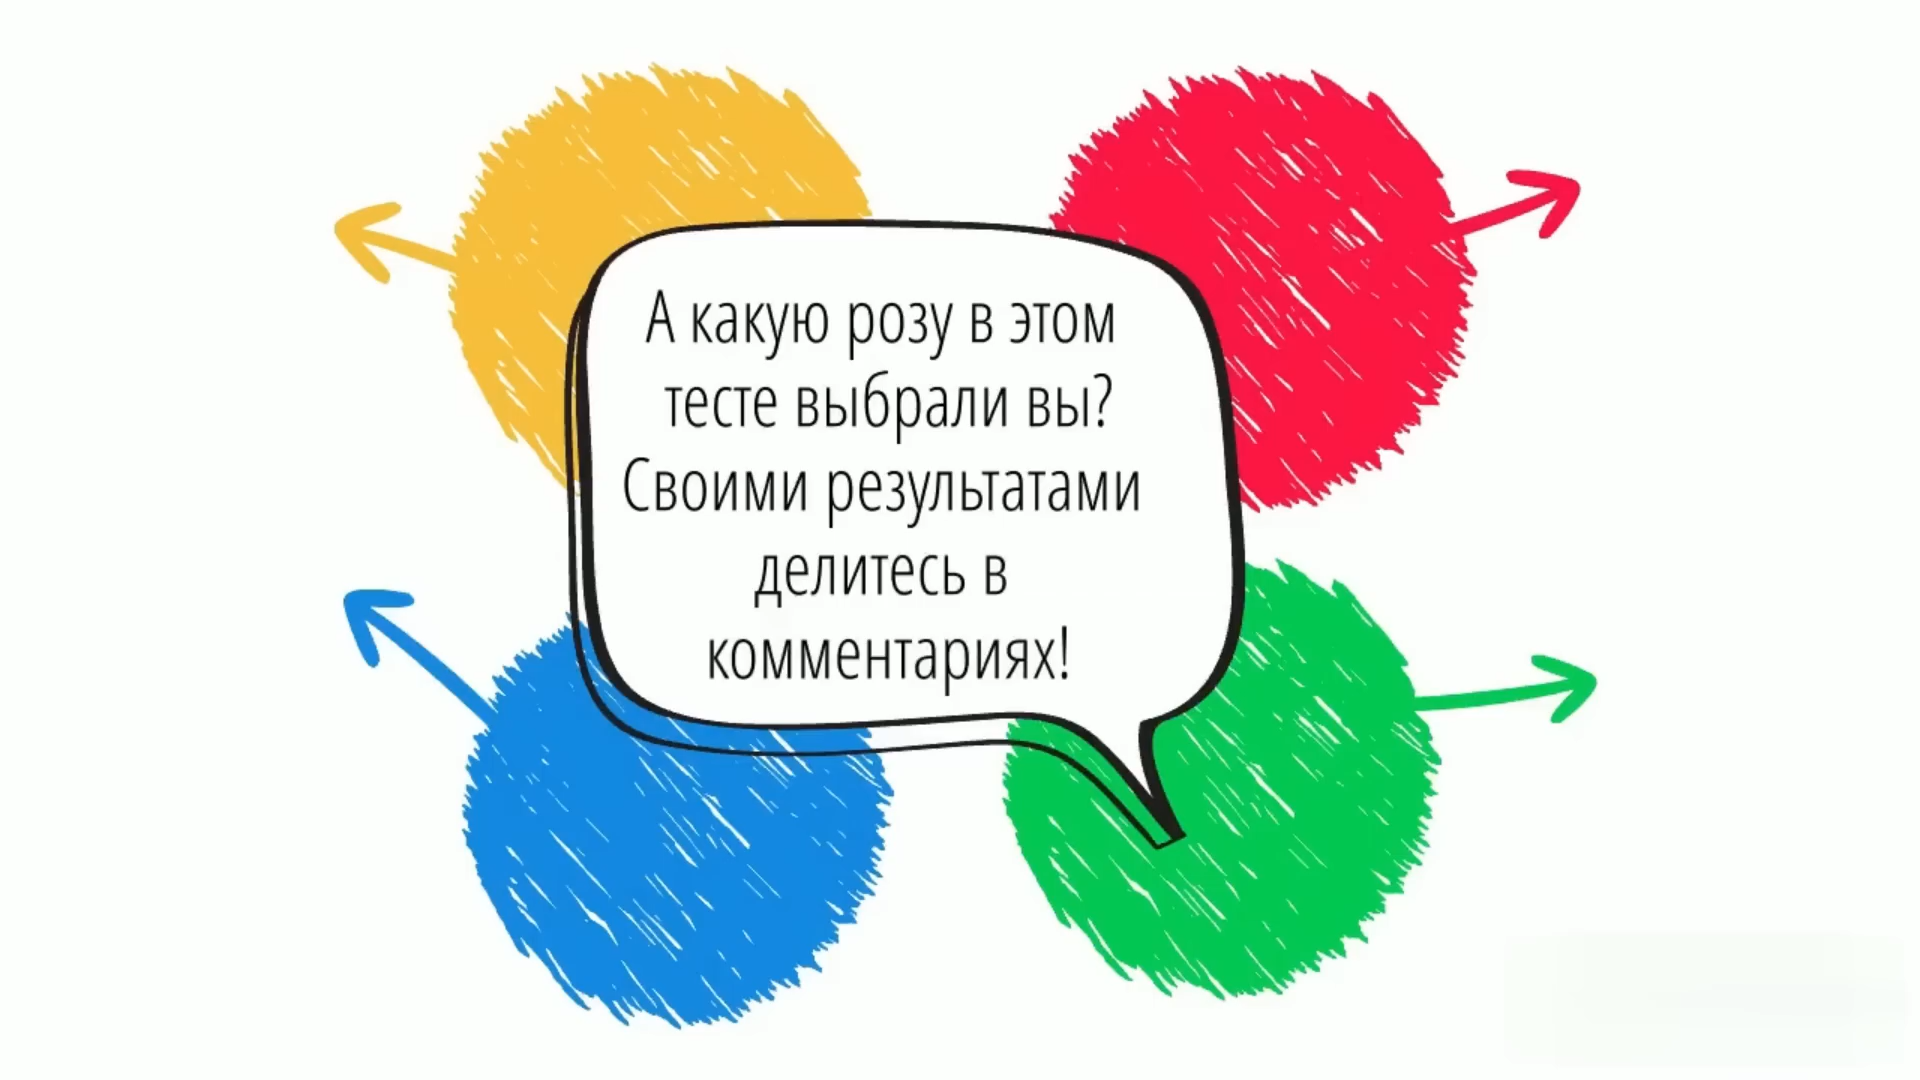 А какую розу в этом
тесте выбрали вы?
Своими результатами
делитесь в
комментариях!